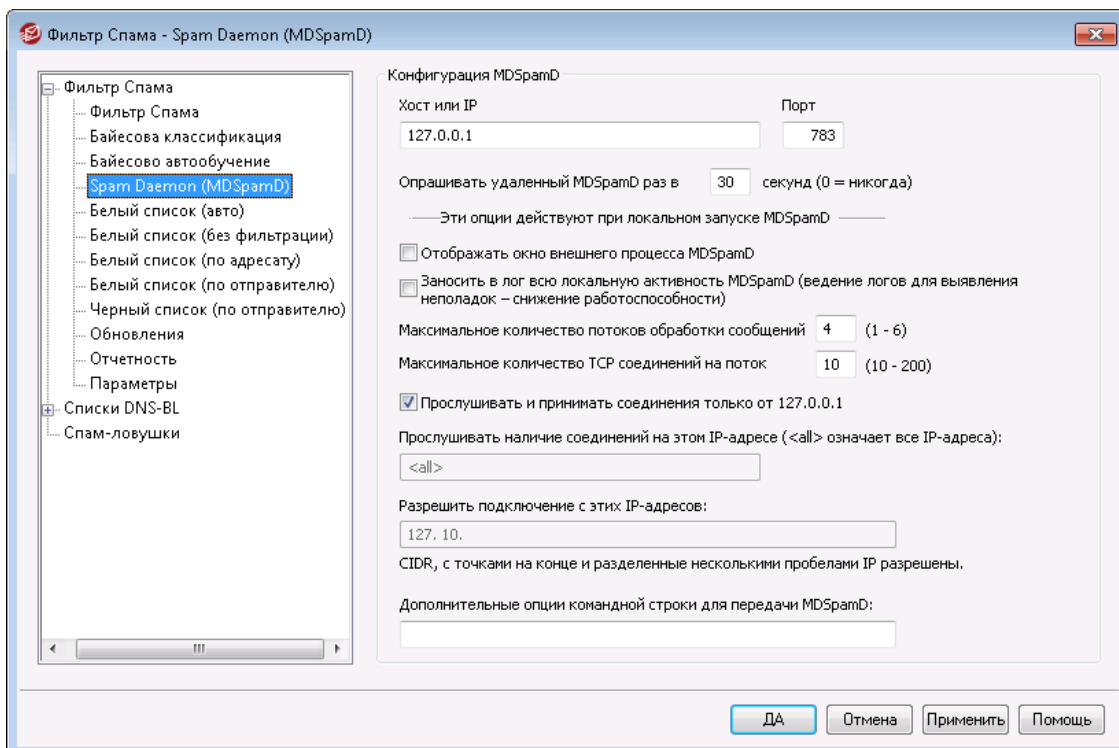 Фильтр Спама - Spam Daemon (MDSpamD)
Фильтр Спама
Фильтр Спама
Байесова классификация
Байесово автообучение
Spam Daemon (MDSpamD)
Белый список (авто)
Белый список (без фильтрации)
Белый список (по адресату)
Белый список (по отправителю)
Черный список (по отправителю)
Обновления
Отчетность
Параметры
Списки DNS-BL
Спам-ловушки
Конфигурация MDSpamD
Хост или IP Порт
127.0.0.1 783
Опрашивать удаленный MDSpamD раз в 30 секунд (0 = никогда)
Эти опции действуют при локальном запуске MDSpamD
Отображать окно внешнего процесса MDSpamD
Заносить в лог всю локальную активность MDSpamD (ведение логов для выявления
неполадок – снижение работоспособности)
Максимальное количество потоков обработки сообщений 4 (1 - 6)
Максимальное количество TCP соединений на поток 10 (10 - 200)
Прослушивать и принимать соединения только от 127.0.0.1
Прослушивать наличие соединений на этом IP-адресе (<all> означает все IP-адреса):
<all>
Разрешить подключение с этих IP-адресов:
127. 10.
CIDR, с точками на конце и разделенные несколькими пробелами IP разрешены.
Дополнительные опции командной строки для передачи MDSpamD:
ДА Отмена Применить Помощь